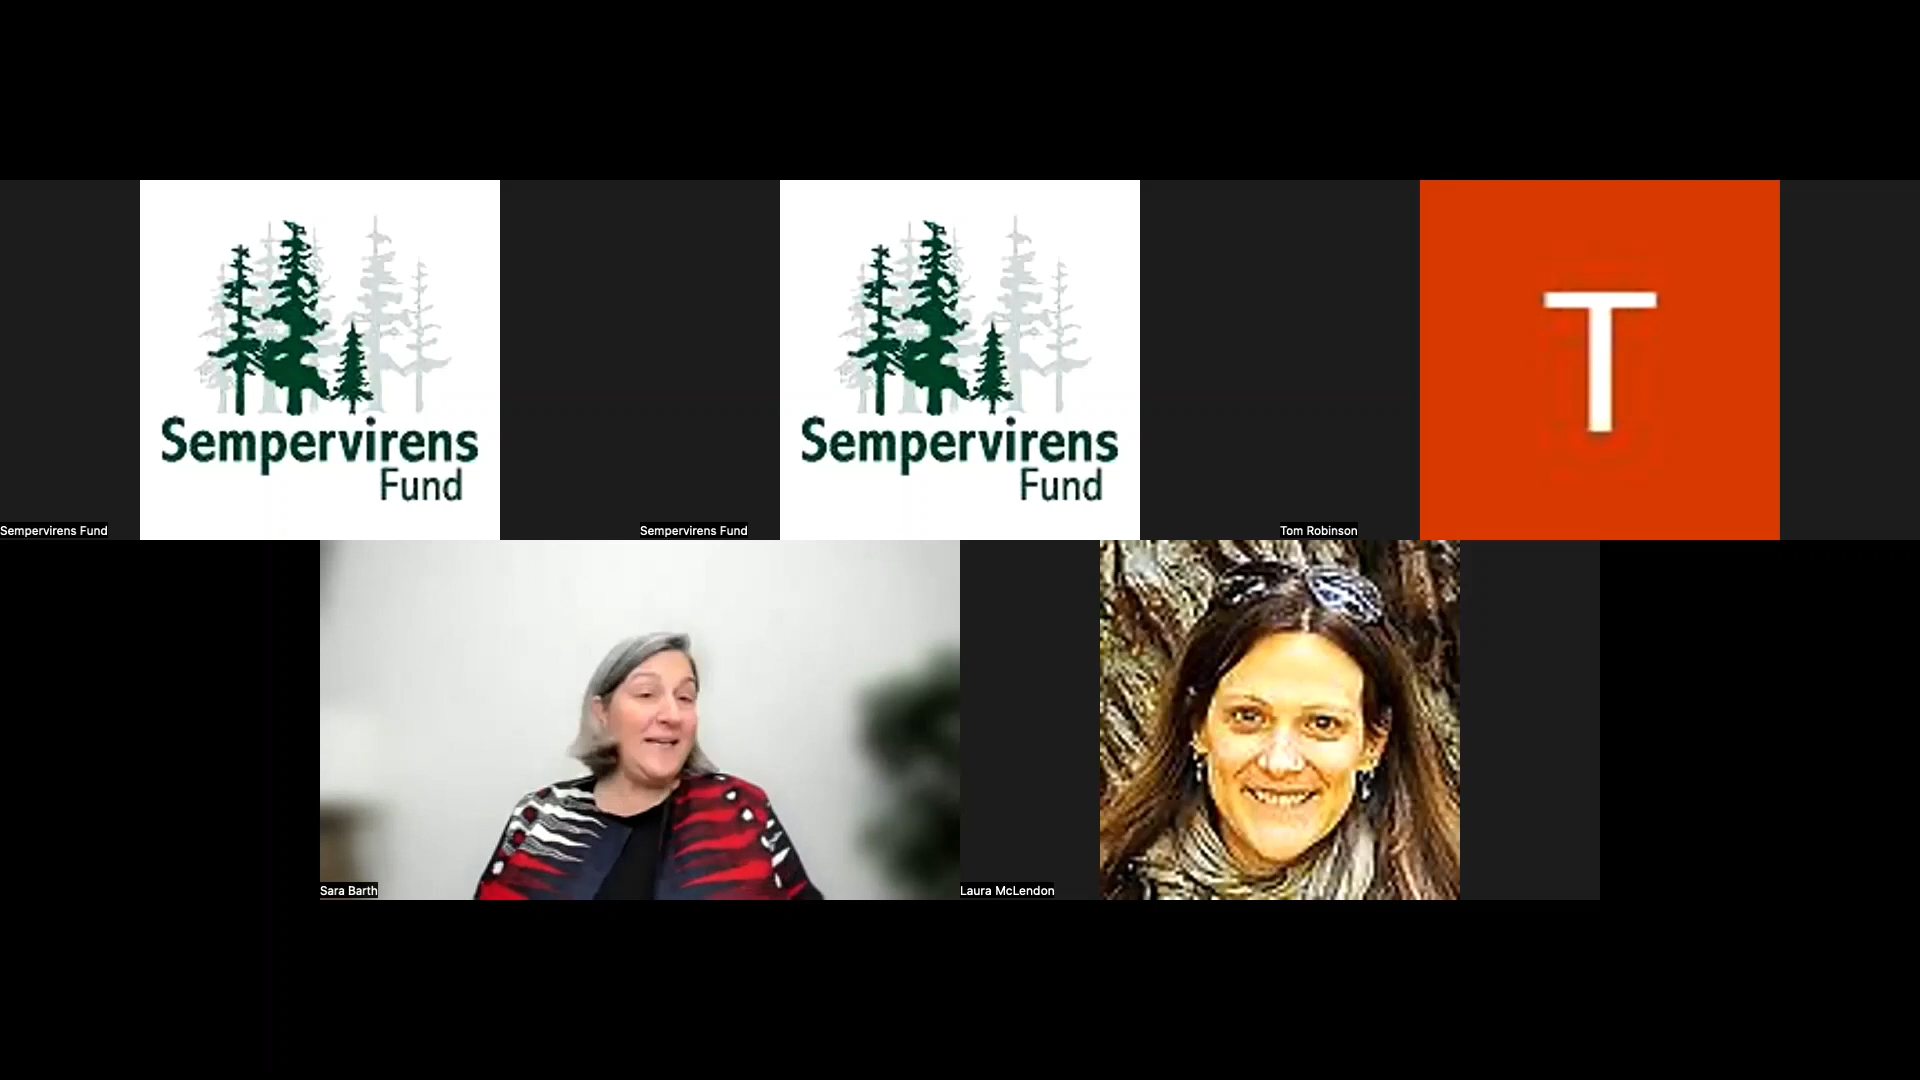 Sempervirens
Fund
Sempervirens Fund
Sempervirens
Fund
Sempervirens Fund
T
Tom Robinson
Sara Barth
Laura McLendon